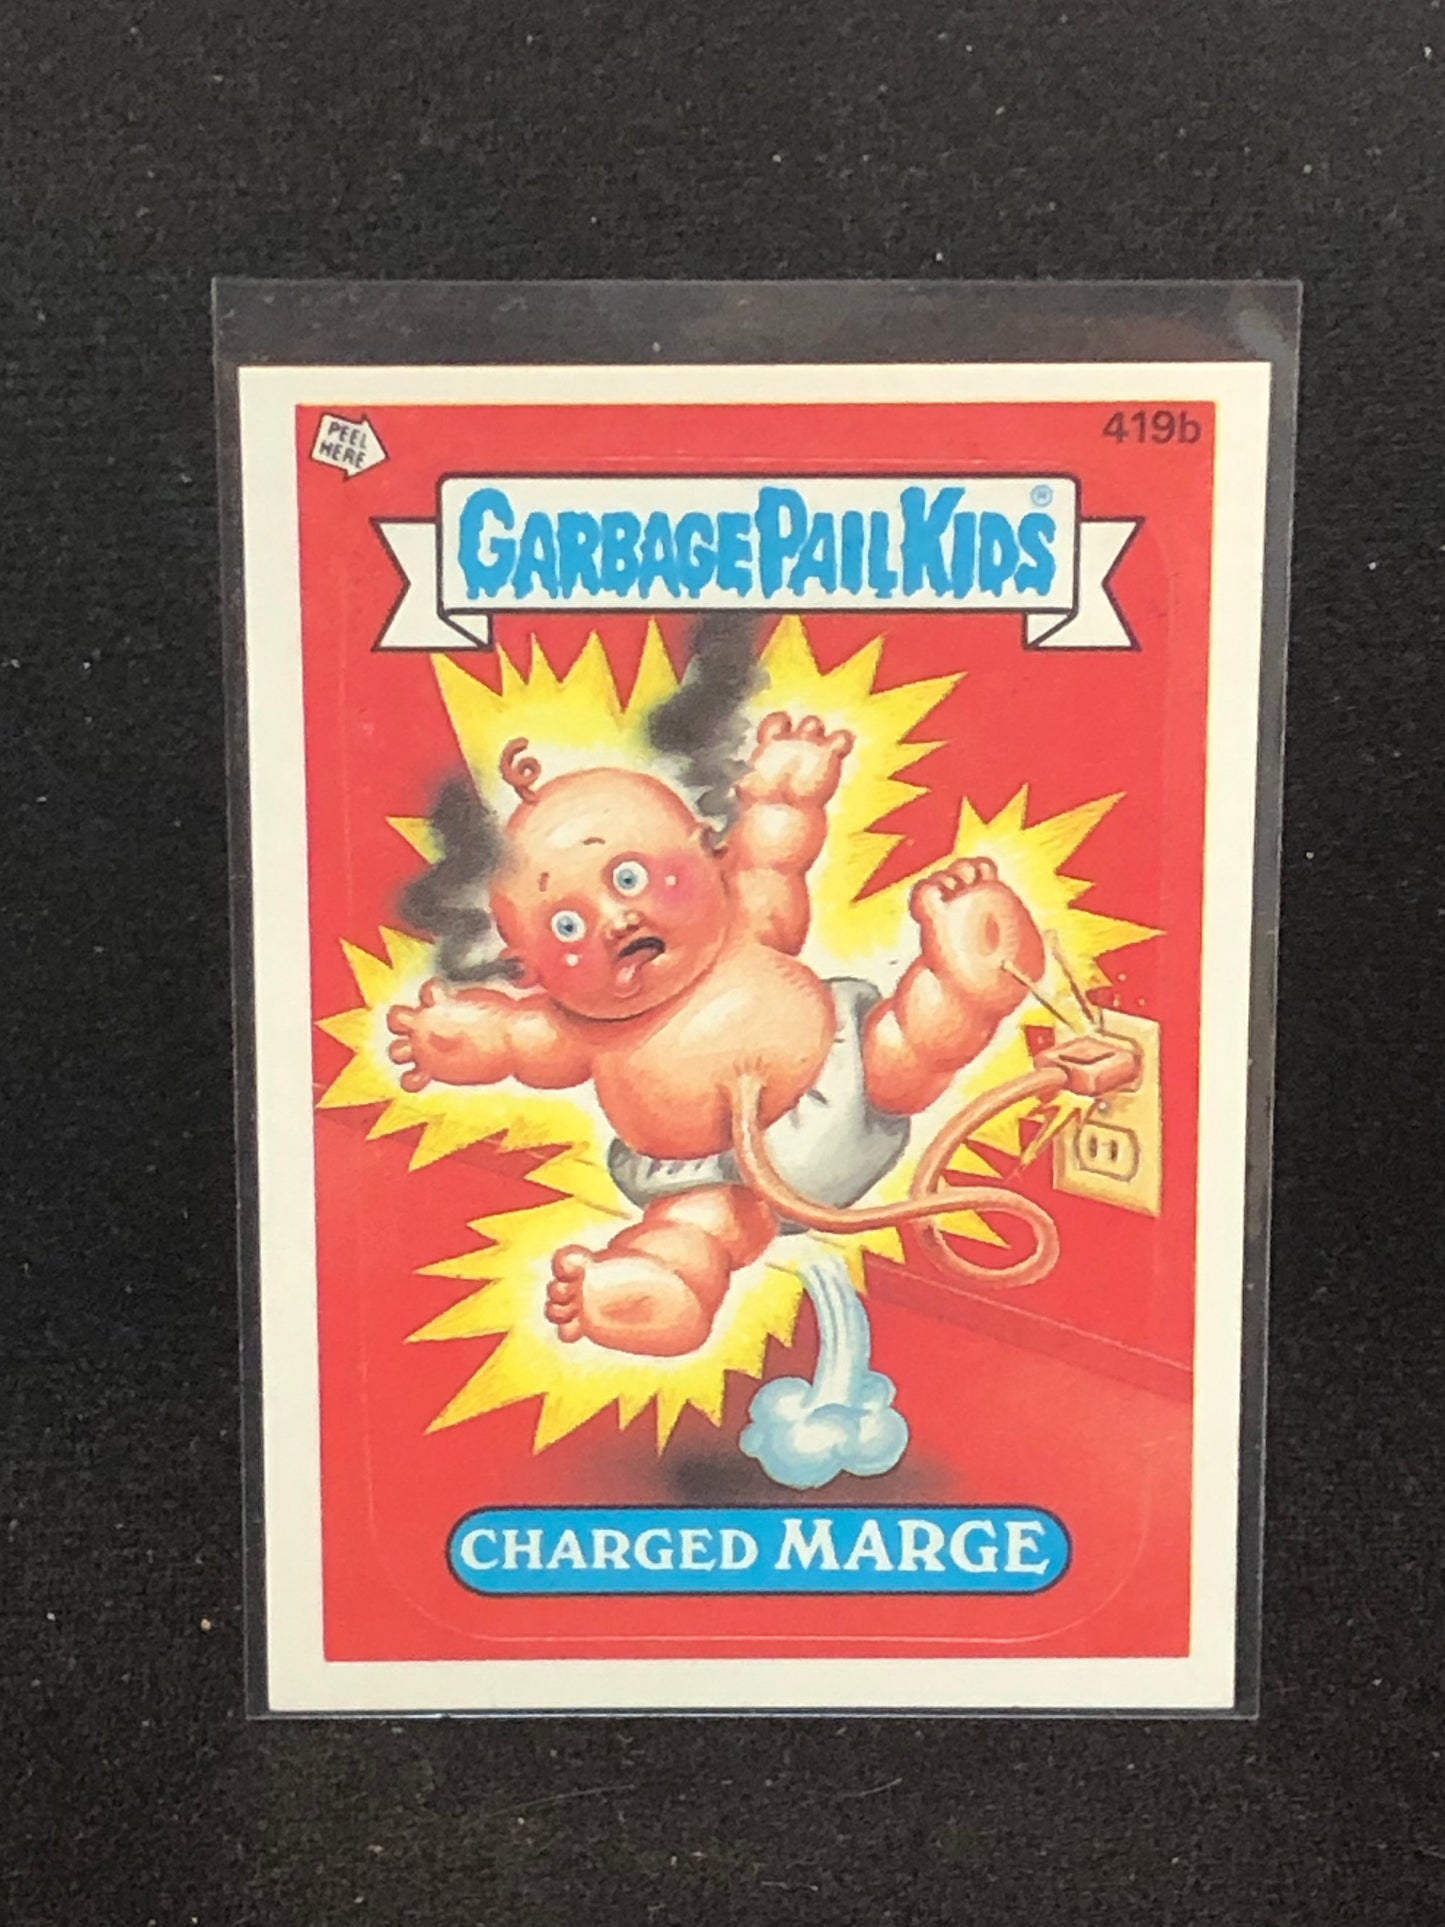 PEEL
HERE
419b
GARBAGE PAIL KIDS®
CHARGED MARGE